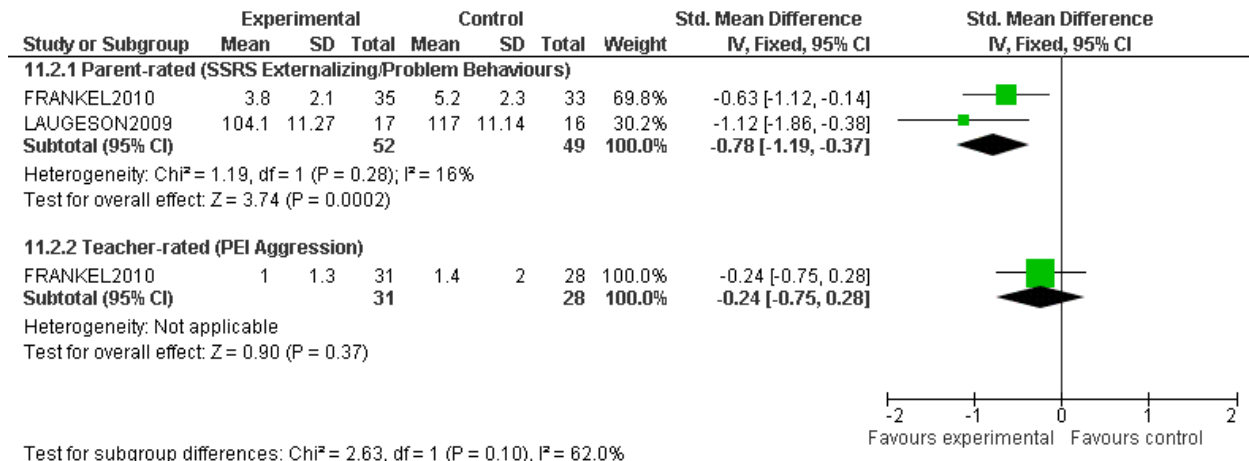 Experimental Control Std. Mean Difference Std. Mean Difference
Study or Subgroup Mean SD Total Mean SD Total Weight IV, Fixed, 95% CI IV, Fixed, 95% CI
11.2.1 Parent-rated (SSRS Externalizing/Problem Behaviours)
FRANKEL2010 3.8 2.1 35 5.2 2.3 33 69.8% -0.63 [-1.12, -0.14]
LAUGESON2009 104.1 11.27 17 117 11.14 16 30.2% -1.12 [-1.86, -0.38]
Subtotal (95% CI) 52 49 100.0% -0.78 [-1.19, -0.37]
Heterogeneity: Chi² = 1.19, df = 1 (P = 0.28); I² = 16%
Test for overall effect: Z = 3.74 (P = 0.0002)
11.2.2 Teacher-rated (PEI Aggression)
FRANKEL2010 1 1.3 31 1.4 2 28 100.0% -0.24 [-0.75, 0.28]
Subtotal (95% CI) 31 28 100.0% -0.24 [-0.75, 0.28]
Heterogeneity: Not applicable
Test for overall effect: Z = 0.90 (P = 0.37)
-2 -1 0 1 2
Favours experimental Favours control
Test for subgroup differences: Chi² = 2.63, df = 1 (P = 0.10), I² = 62.0%